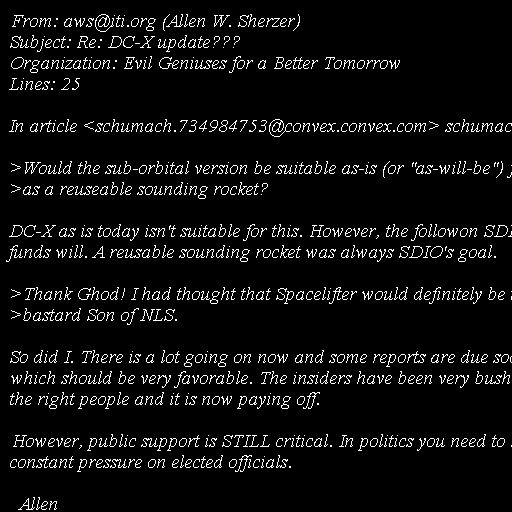 From: aws@iti.org (Allen W. Sherzer)
Subject: Re: DC-X update???
Organization: Evil Geniuses for a Better Tomorrow
Lines: 25
In article <schumach.734984753@convex.convex.com>
>Would the sub-orbital version be suitable as-is (or "as-will-be")
>as a reuseable sounding rocket?
DC-X as is today isn't suitable for this. However, the followon
funds will. A reusable sounding rocket was always SDIO's goal.
>Thank Ghod! I had thought that Spacelifter would definitely be
>bastard Son of NLS.
So did I. There is a lot going on now and some reports are due
which should be very favorable. The insiders have been very
the right people and it is now paying off.
However, public support is STILL critical. In politics you need to
constant pressure on elected officials.
Allen